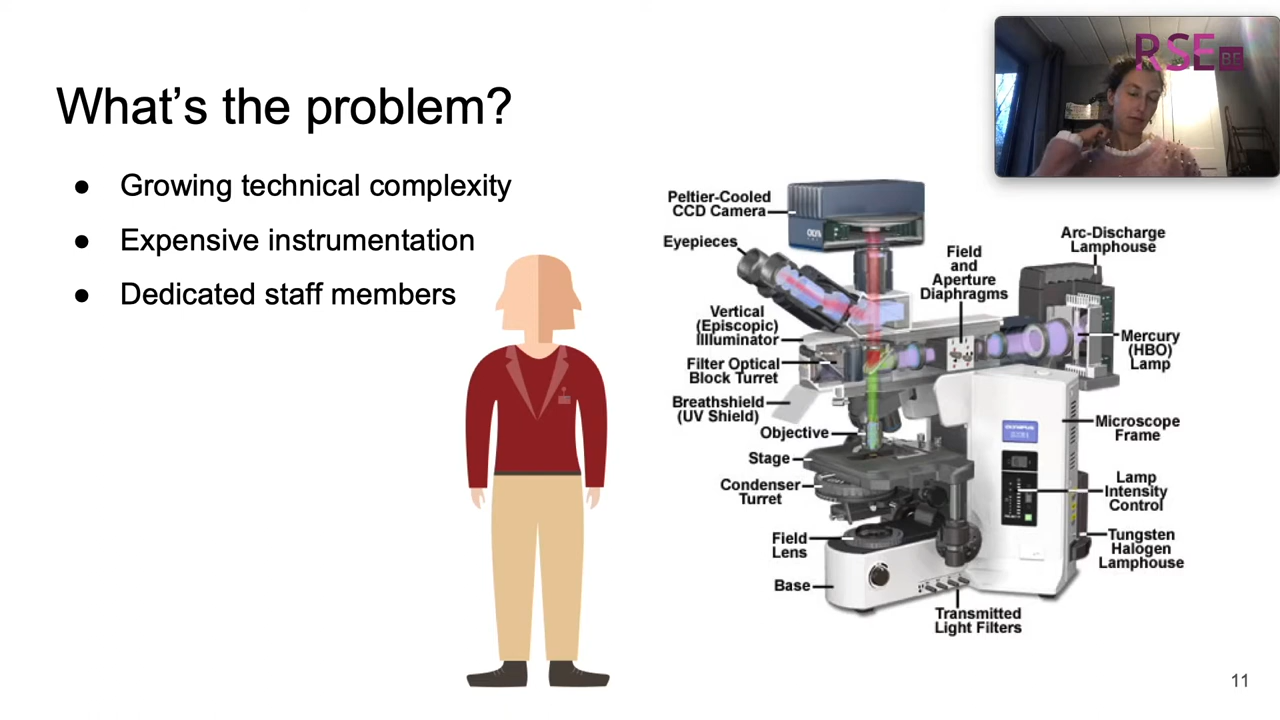 RSE BE
What's the problem?
● Growing technical complexity
● Expensive instrumentation
● Dedicated staff members
Peltier-Cooled
CCD Camera
Eyepieces
Field
and
Aperture
Diaphragms
Arc-Discharge
Lamphouse
Vertical
(Episcopic)
Illluminator
Filter Optical
Block Turret
Mercury
(HBO)
Lamp
Breathshield
(UV Shield)
Objective
Microscope
Frame
Stage
Condenser
Turret
Lamp
Intensity
Control
Field
Lens
Tungsten
Halogen
Lamphouse
Base
Transmitted
Light Filters
11